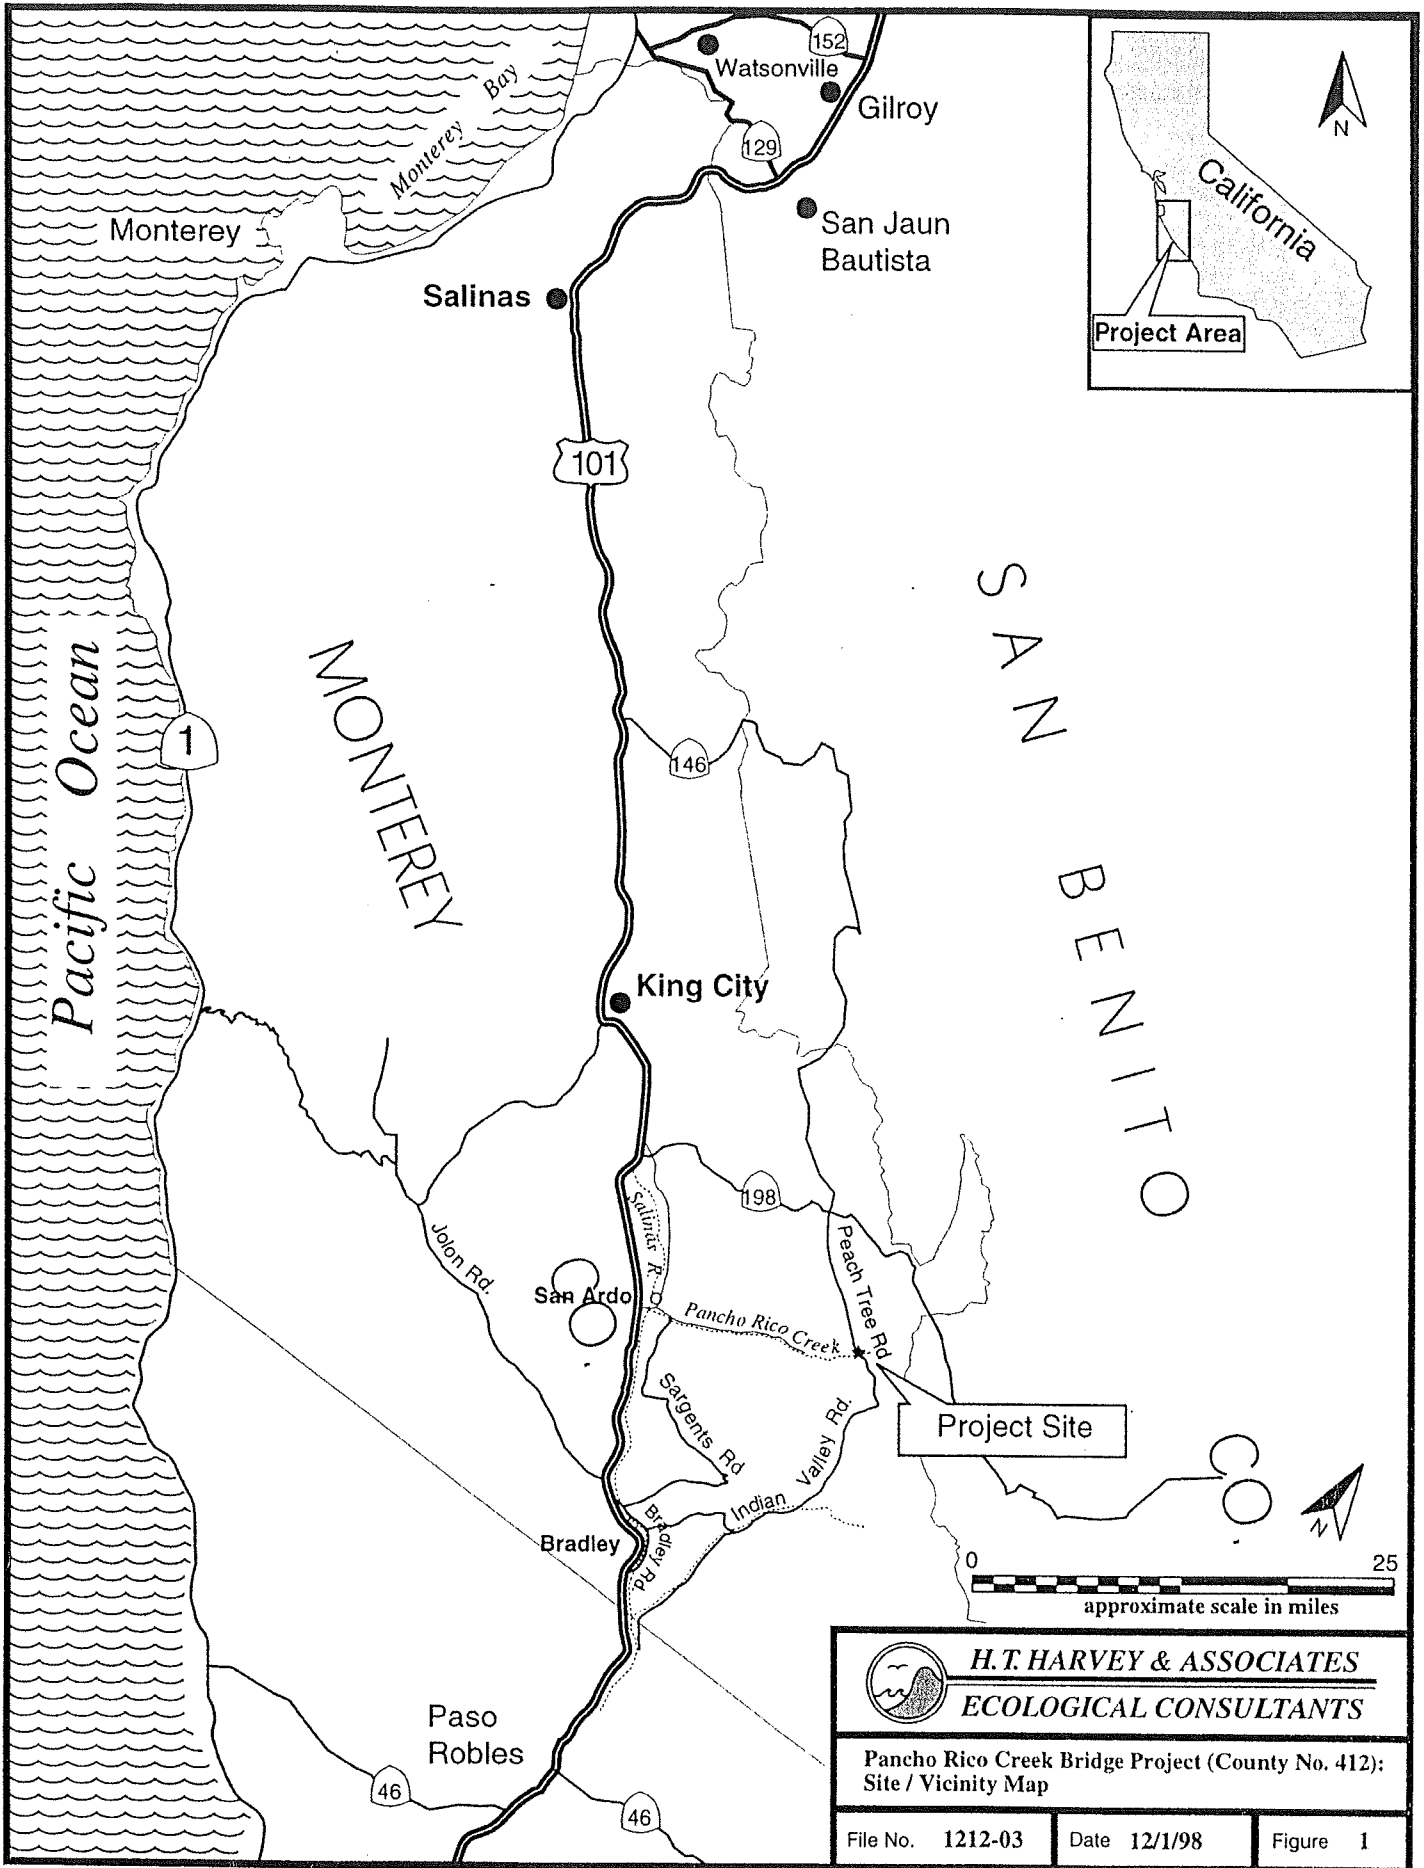 152
Watsonville
Gilroy
129
Monterey Bay
Monterey
San Jaun
Bautista
Salinas
N
California
Project Area
101
SAN BENITO
MONTEREY
Pacific Ocean
1
146
King City
198
Salinas R
Jolon Rd.
Peach Tree Rd
San Ardo
CO.
Pancho Rico Creek
Sargents Rd
Project Site
Indian Valley Rd.
CO.
Bradley Rd
Bradley
N
0 25
approximate scale in miles
Paso
Robles
46
46
H.T. HARVEY & ASSOCIATES
ECOLOGICAL CONSULTANTS
Pancho Rico Creek Bridge Project (County No. 412):
Site / Vicinity Map
File No. 1212-03 Date 12/1/98 Figure 1